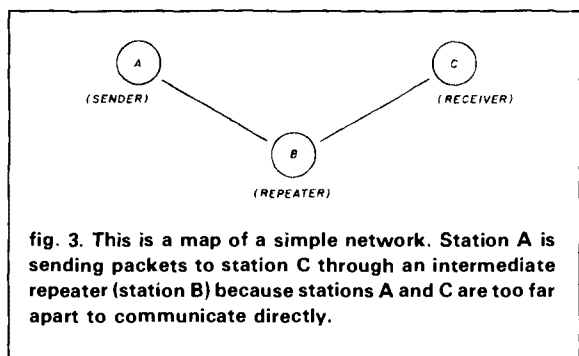 A
C
(SENDER)
(RECEIVER)
B
(REPEATER)
fig. 3. This is a map of a simple network. Station A is
sending packets to station C through an intermediate
repeater (station B) because stations A and C are too far
apart to communicate directly.